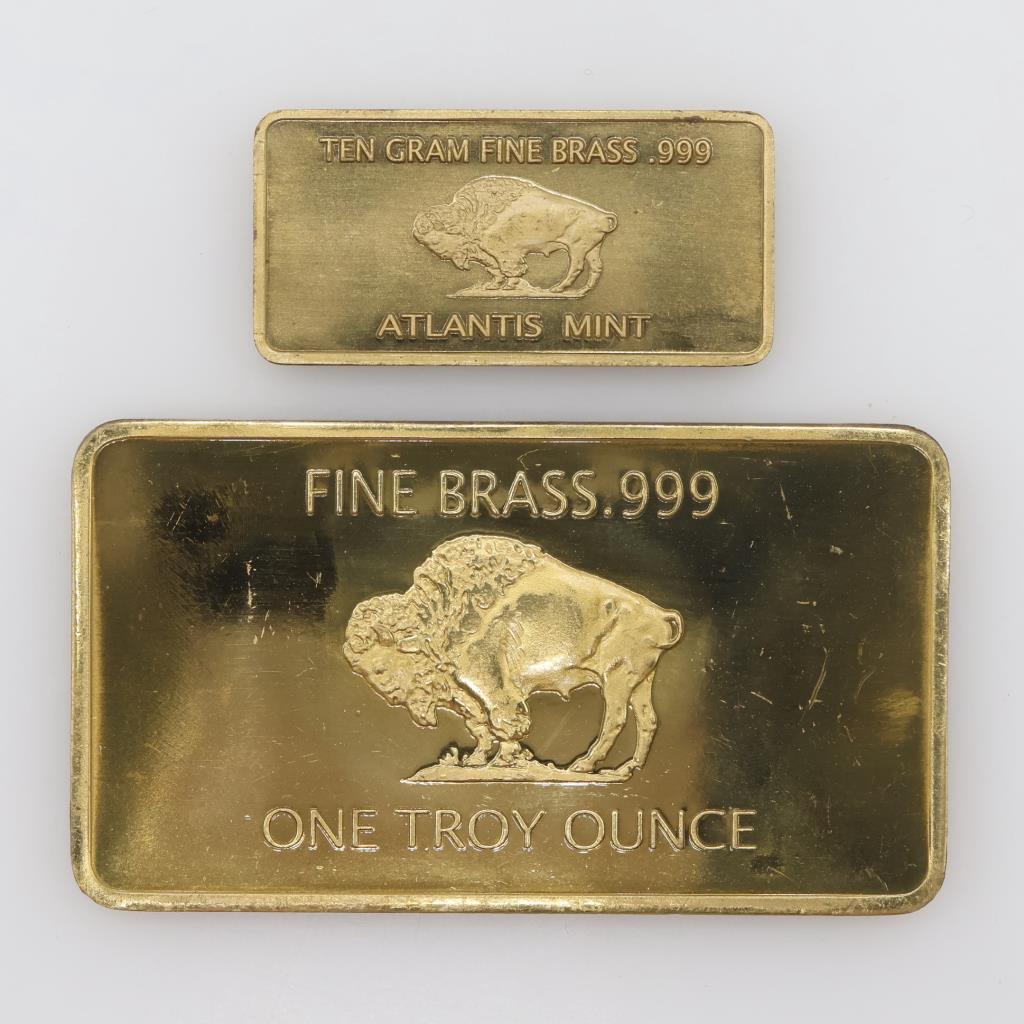 TEN GRAM FINE BRASS .999
ATLANTIS MINT
FINE BRASS.999
ONE TROY OUNCE